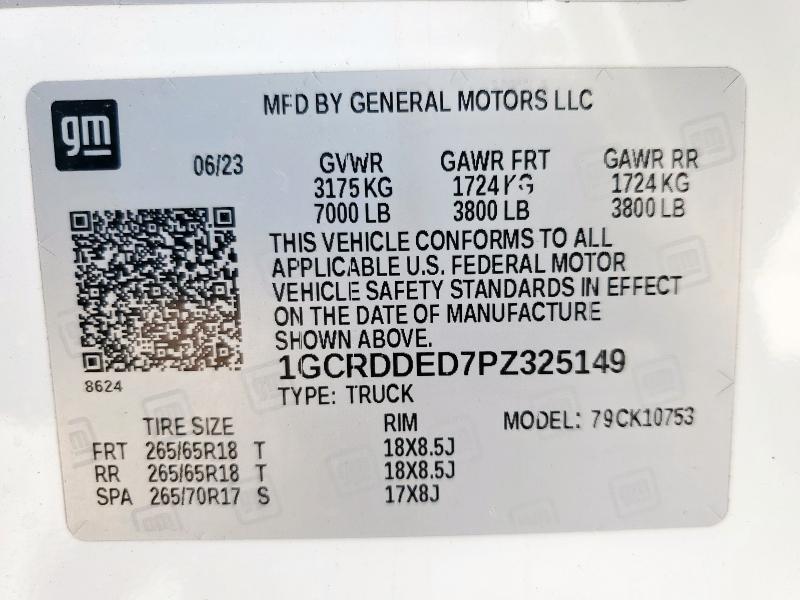 gm
MFD BY GENERAL MOTORS LLC
06/23 GVWR GAWR FRT GAWR RR
3175 KG 1724 KG 1724 KG
7000 LB 3800 LB 3800 LB
THIS VEHICLE CONFORMS TO ALL
APPLICABLE U.S. FEDERAL MOTOR
VEHICLE SAFETY STANDARDS IN EFFECT
ON THE DATE OF MANUFACTURE
SHOWN ABOVE.
1GCRDDED7PZ325149
8624
TYPE: TRUCK
TIRE SIZE RIM MODEL: 79CK10753
FRT 265/65R18 T 18X8.5J
RR 265/65R18 T 18X8.5J
SPA 265/70R17 S 17X8J